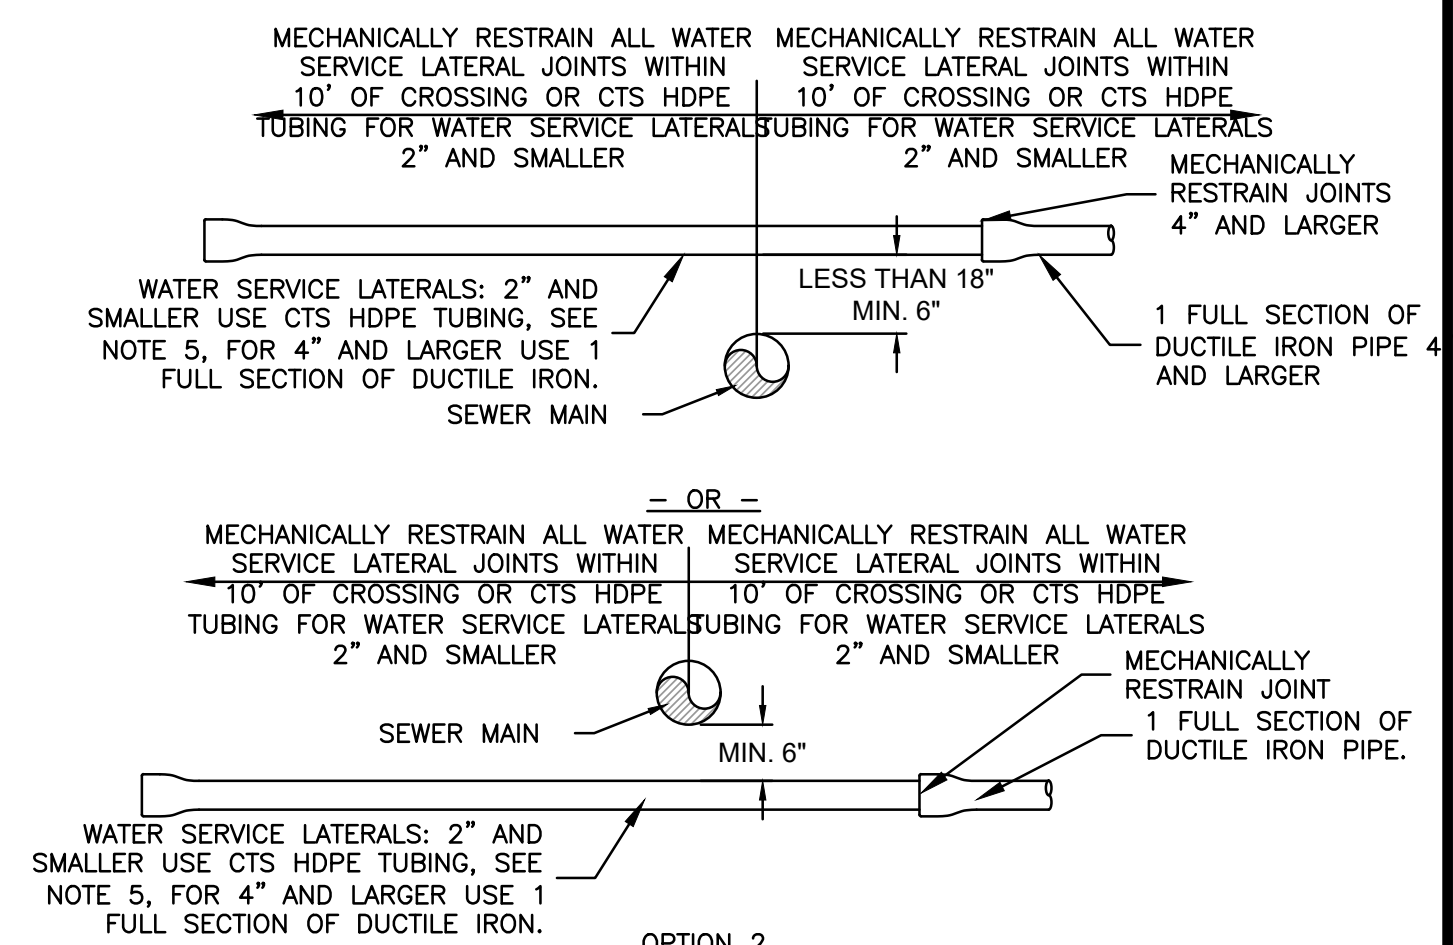 MECHANICALLY RESTRAIN ALL WATER
SERVICE LATERAL JOINTS WITHIN
10' OF CROSSING OR CTS HDPE
TUBING FOR WATER SERVICE LATERALS
2" AND SMALLER
MECHANICALLY RESTRAIN ALL WATER
SERVICE LATERAL JOINTS WITHIN
10' OF CROSSING OR CTS HDPE
TUBING FOR WATER SERVICE LATERALS
2" AND SMALLER
MECHANICALLY
RESTRAIN JOINTS
4" AND LARGER
LESS THAN 18"
MIN. 6"
WATER SERVICE LATERALS: 2" AND
SMALLER USE CTS HDPE TUBING, SEE
NOTE 5, FOR 4" AND LARGER USE 1
FULL SECTION OF DUCTILE IRON.
1 FULL SECTION OF
DUCTILE IRON PIPE 4
AND LARGER
SEWER MAIN
- OR -
MECHANICALLY RESTRAIN ALL WATER
SERVICE LATERAL JOINTS WITHIN
10' OF CROSSING OR CTS HDPE
TUBING FOR WATER SERVICE LATERALS
2" AND SMALLER
MECHANICALLY RESTRAIN ALL WATER
SERVICE LATERAL JOINTS WITHIN
10' OF CROSSING OR CTS HDPE
TUBING FOR WATER SERVICE LATERALS
2" AND SMALLER
MECHANICALLY
RESTRAIN JOINT
1 FULL SECTION OF
DUCTILE IRON PIPE.
SEWER MAIN
MIN. 6"
WATER SERVICE LATERALS: 2" AND
SMALLER USE CTS HDPE TUBING, SEE
NOTE 5, FOR 4" AND LARGER USE 1
FULL SECTION OF DUCTILE IRON.
OPTION 2